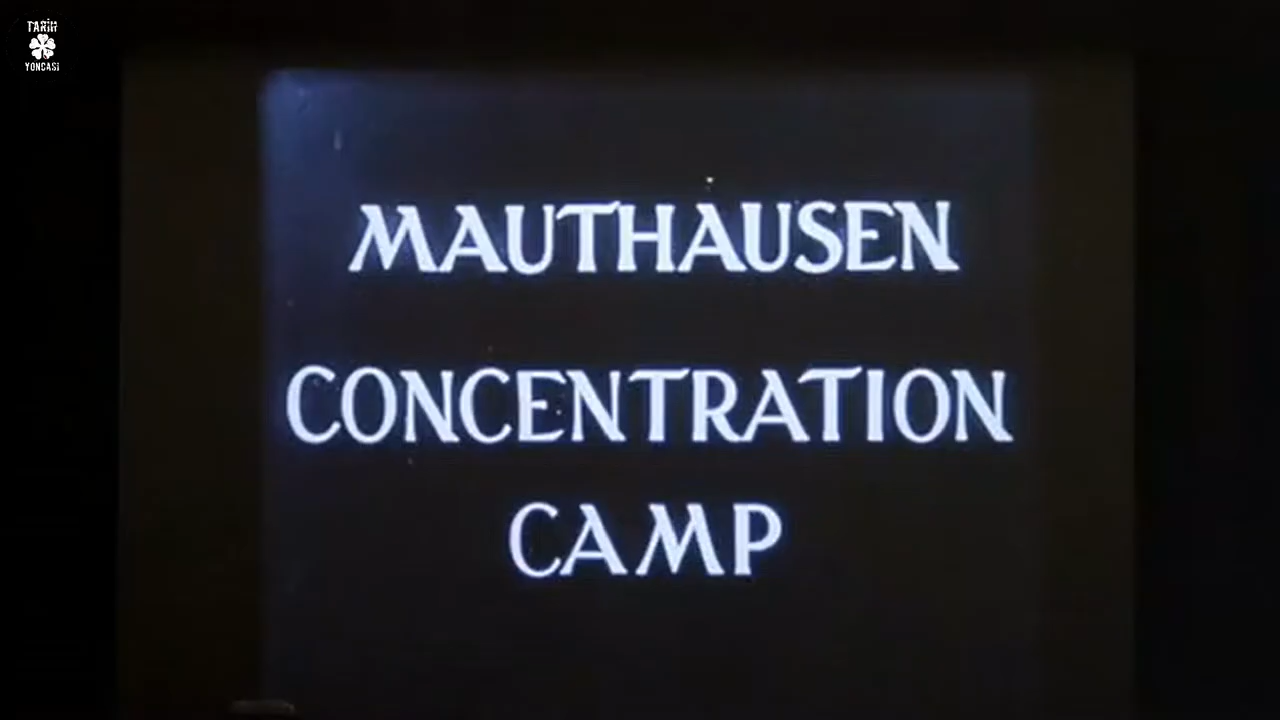 TARİH
YONCASI
MAUTHAUSEN
CONCENTRATION
CAMP